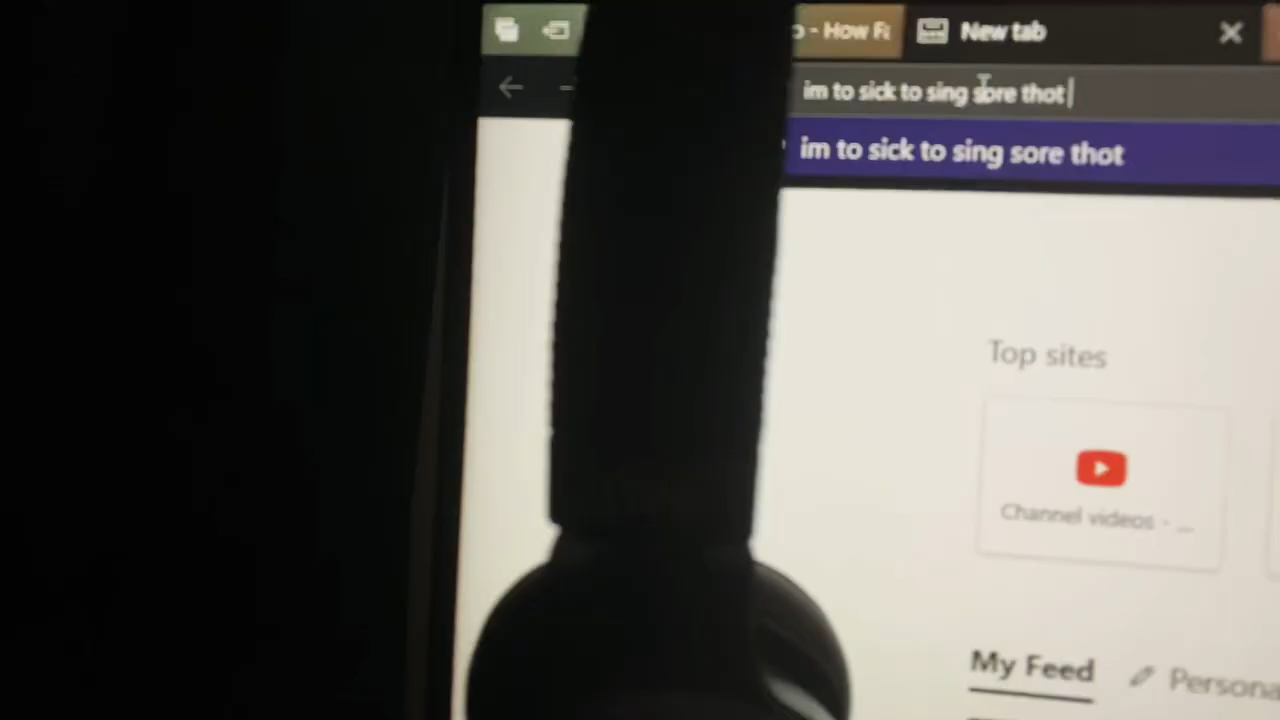 - How Fa
New tab
im to sick to sing sore thot
im to sick to sing sore thot
Top sites
Channel videos - ...
My Feed
Persona